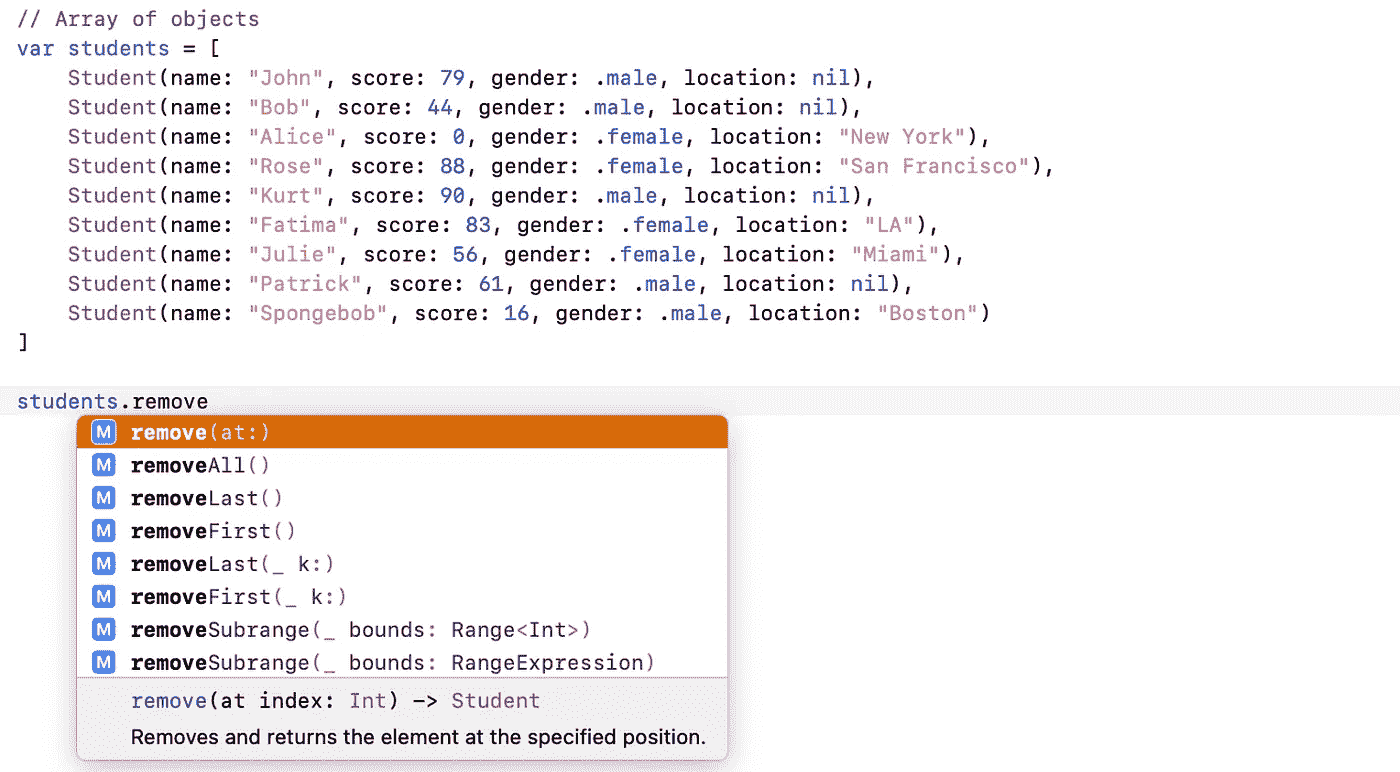 // Array of objects
var students = [
    Student(name: "John", score: 79, gender: .male, location: nil),
    Student(name: "Bob", score: 44, gender: .male, location: nil),
    Student(name: "Alice", score: 0, gender: .female, location: "New York"),
    Student(name: "Rose", score: 88, gender: .female, location: "San Francisco"),
    Student(name: "Kurt", score: 90, gender: .male, location: nil),
    Student(name: "Fatima", score: 83, gender: .female, location: "LA"),
    Student(name: "Julie", score: 56, gender: .female, location: "Miami"),
    Student(name: "Patrick", score: 61, gender: .male, location: nil),
    Student(name: "Spongebob", score: 16, gender: .male, location: "Boston")
]
students.remove
M remove(at:)
M removeAll()
M removeLast()
M removeFirst()
M removeLast(_ k:)
M removeFirst(_ k:)
M removeSubrange(_ bounds: Range<Int>)
M removeSubrange(_ bounds: RangeExpression)
remove(at index: Int) -> Student
Removes and returns the element at the specified position.